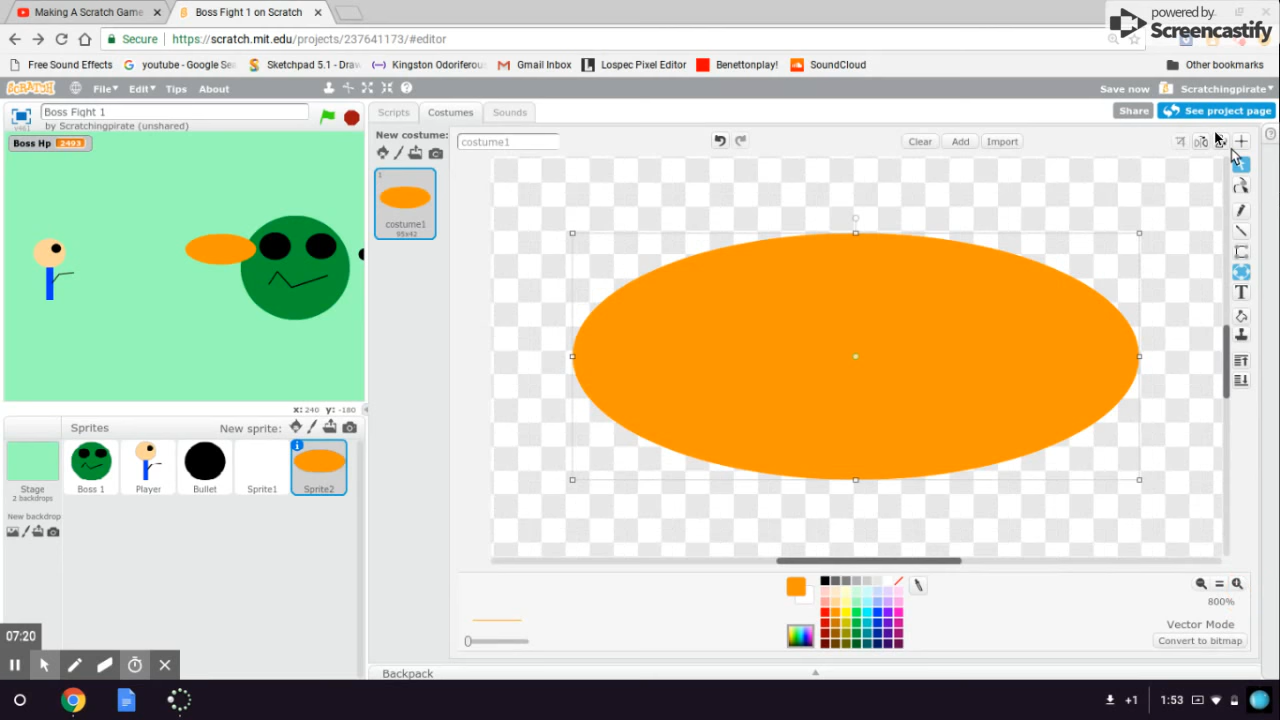 Making A Scratch Game
Boss Fight 1 on Scratch
powered by
Screencastify
Secure
https://scratch.mit.edu/projects/237641173/#editor
Free Sound Effects
youtube - Google Se
Sketchpad 5.1 - Draw
Kingston Odoriferous
Gmail Inbox
Lospec Pixel Editor
Benettonplay!
SoundCloud
Other bookmarks
SCRATCH
File
Edit
Tips
About
Save now
Scratchingpirate
Boss Fight 1
by Scratchingpirate (unshared)
v461
Scripts
Costumes
Sounds
Share
See project page
Boss Hp 2493
New costume:
costume1
Clear
Add
Import
1
costume1
95x42
T
x: 240 y: -180
Sprites
New sprite:
Stage
2 backdrops
Boss 1
Player
Bullet
Sprite1
Sprite2
New backdrop
800%
Vector Mode
Convert to bitmap
07:20
Backpack
+1
1:53